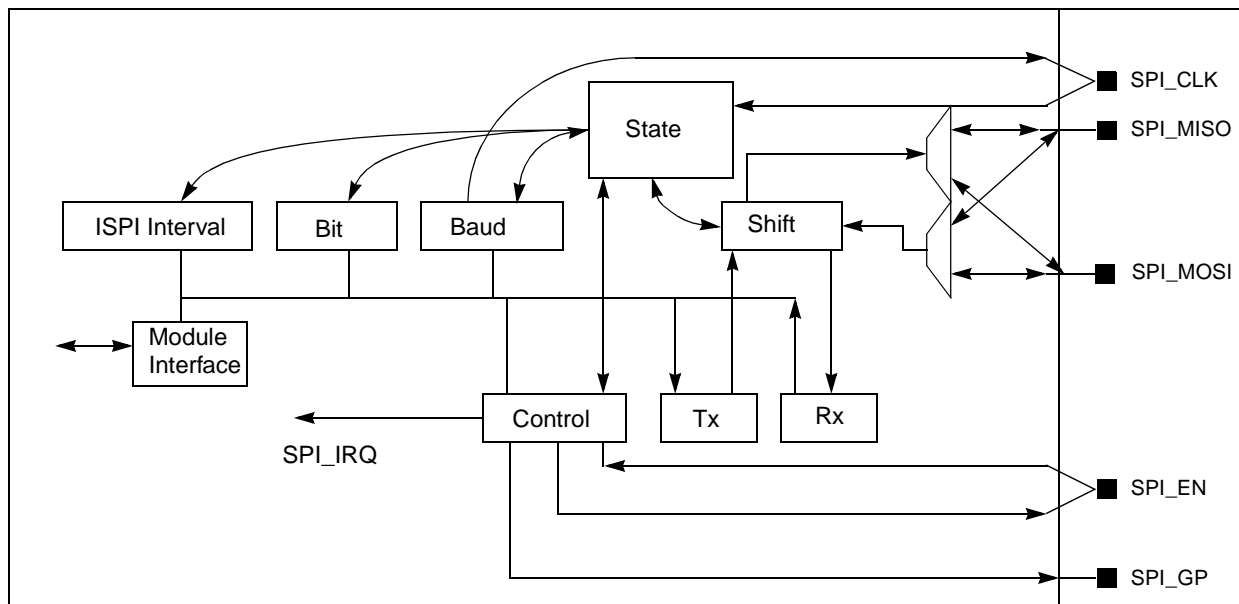 SPI_CLK
State
SPI_MISO
ISPI Interval
Bit
Baud
Shift
SPI_MOSI
Module
Interface
Control
Tx
Rx
SPI_IRQ
SPI_EN
SPI_GP